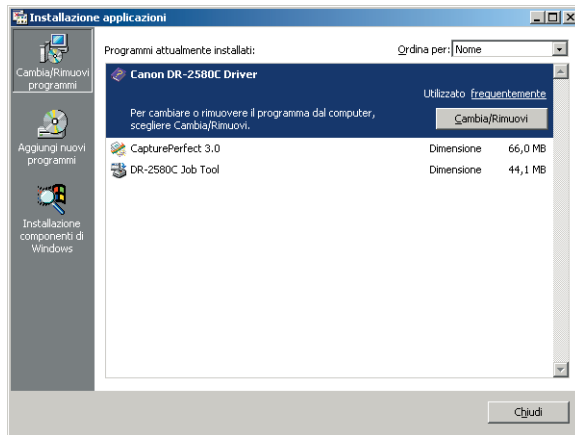 Installazione applicazioni
Cambia/Rimuovi
programmi
Aggiungi nuovi
programmi
Installazione
componenti di
Windows
Programmi attualmente installati:
Ordina per: Nome
Canon DR-2580C Driver
Utilizzato frequentemente
Per cambiare o rimuovere il programma dal computer,
scegliere Cambia/Rimuovi.
Cambia/Rimuovi
CapturePerfect 3.0 Dimensione 66,0 MB
DR-2580C Job Tool Dimensione 44,1 MB
Chiudi